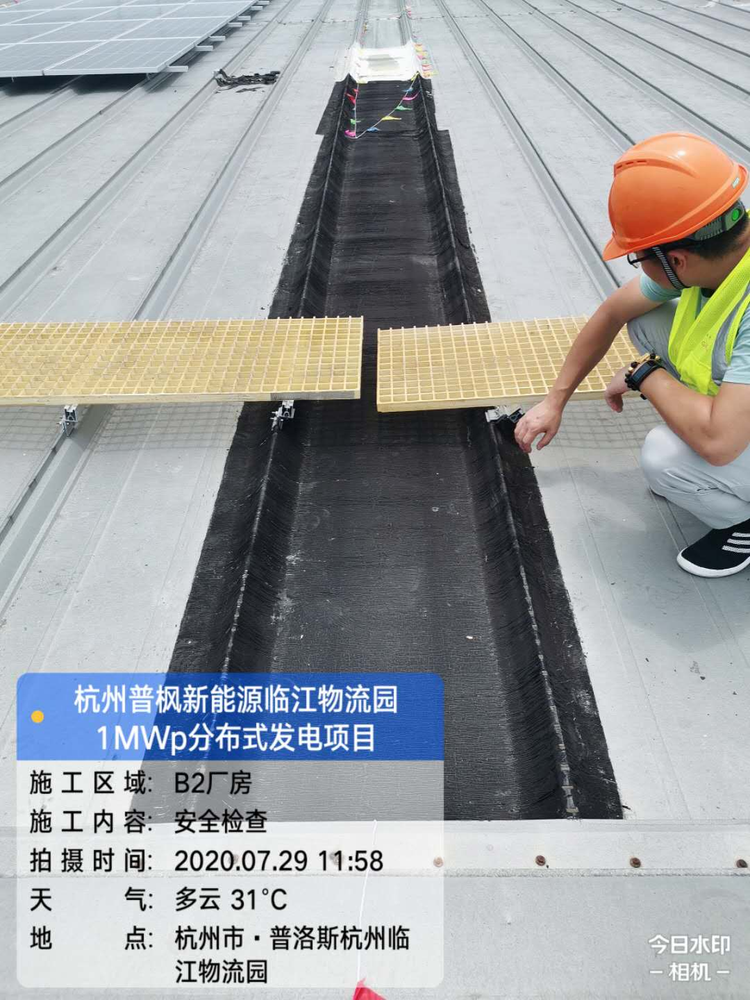 杭州普枫新能源临江物流园
1MWp分布式发电项目
施工区域: B2厂房
施工内容: 安全检查
拍摄时间: 2020.07.29 11:58
天气: 多云 31°C
地点: 杭州市·普洛斯杭州临
江物流园
今日水印
-相机-